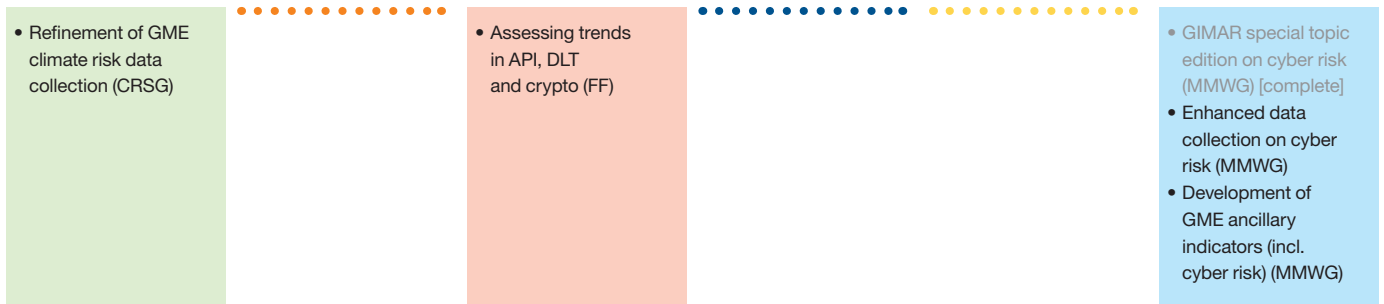 • Refinement of GME
climate risk data
collection (CRSG)
• Assessing trends
in API, DLT
and crypto (FF)
• GIMAR special topic
edition on cyber risk
(MMWG) [complete]
• Enhanced data
collection on cyber
risk (MMWG)
• Development of
GME ancillary
indicators (incl.
cyber risk) (MMWG)